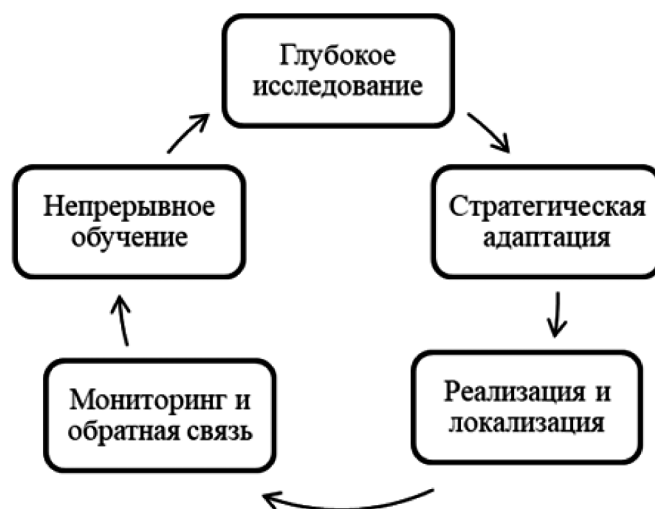 Глубокое
исследование
Стратегическая
адаптация
Реализация и
локализация
Мониторинг и
обратная связь
Непрерывное
обучение